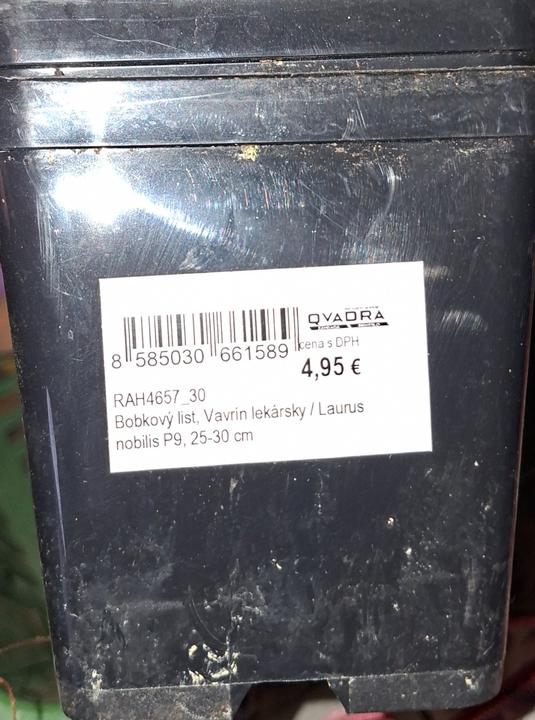 QVADRA
8 585030 661589
cena s DPH
4,95 €
RAH4657_30
Bobkový list, Vavrín lekársky / Laurus
nobilis P9, 25-30 cm